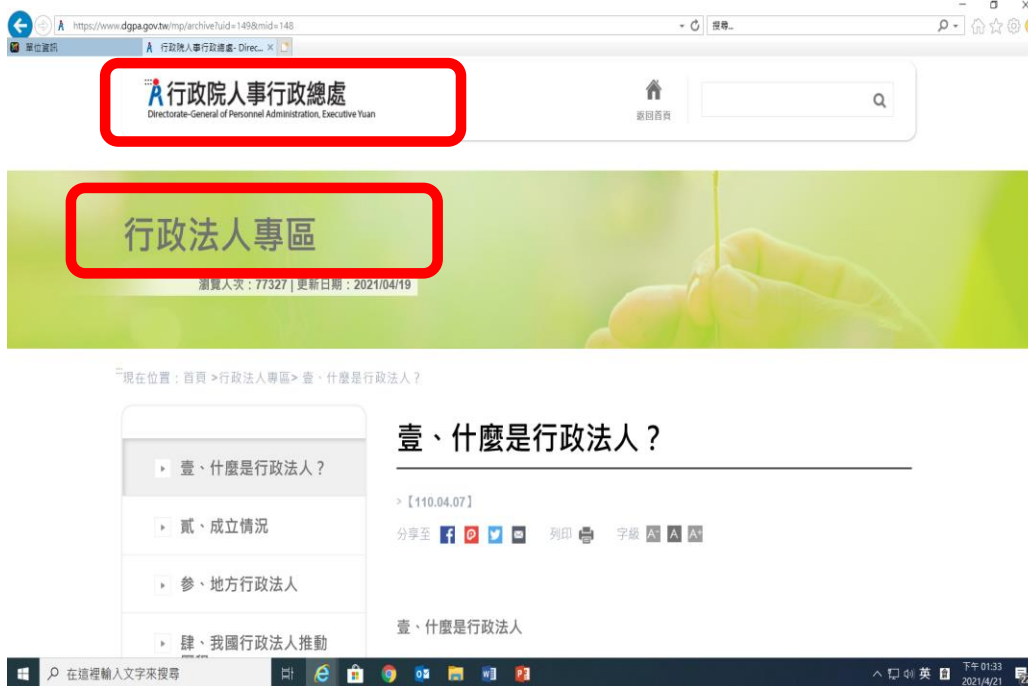 https://www.dgpa.gov.tw/mp/archive?uid=149&mid=148
搜尋...
單位資訊
行政院人事行政總處- Direc...
行政院人事行政總處
Directorate-General of Personnel Administration, Executive Yuan
返回首頁
行政法人專區
瀏覽人次：77327 | 更新日期：2021/04/19
現在位置：首頁 >行政法人專區> 壹、什麼是行政法人？
壹、什麼是行政法人？
貳、成立情況
參、地方行政法人
肆、我國行政法人推動
壹、什麼是行政法人？
>【110.04.07】
分享至 列印 字級 A- A A+
壹、什麼是行政法人
在這裡輸入文字來搜尋
英
下午 01:33
2021/4/21